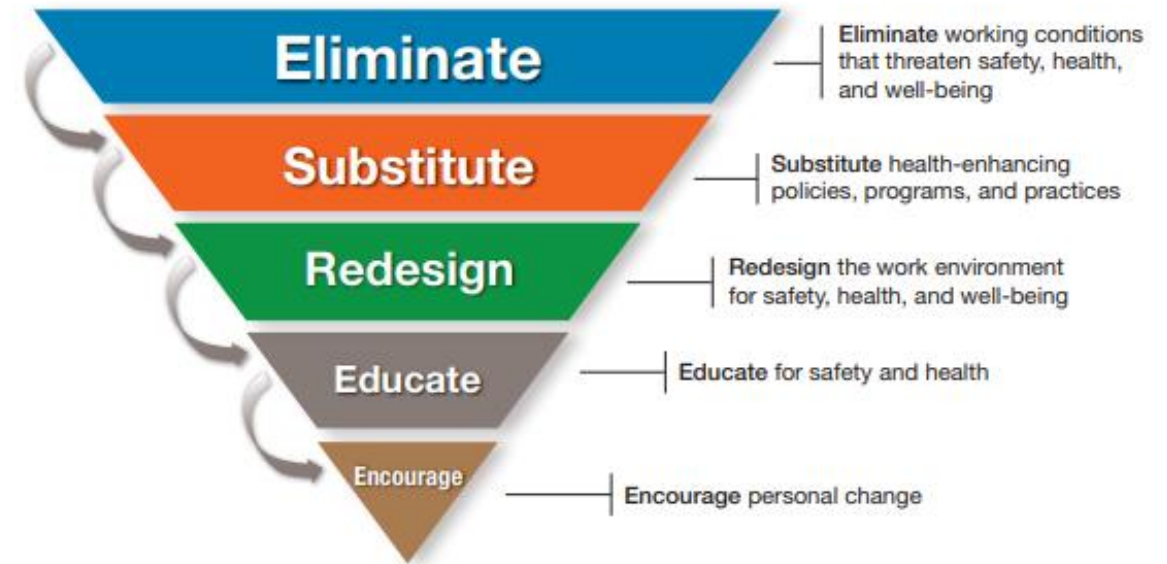 Eliminate
Eliminate working conditions
that threaten safety, health,
and well-being
Substitute
Substitute health-enhancing
policies, programs, and practices
Redesign
Redesign the work environment
for safety, health, and well-being
Educate
Educate for safety and health
Encourage
Encourage personal change